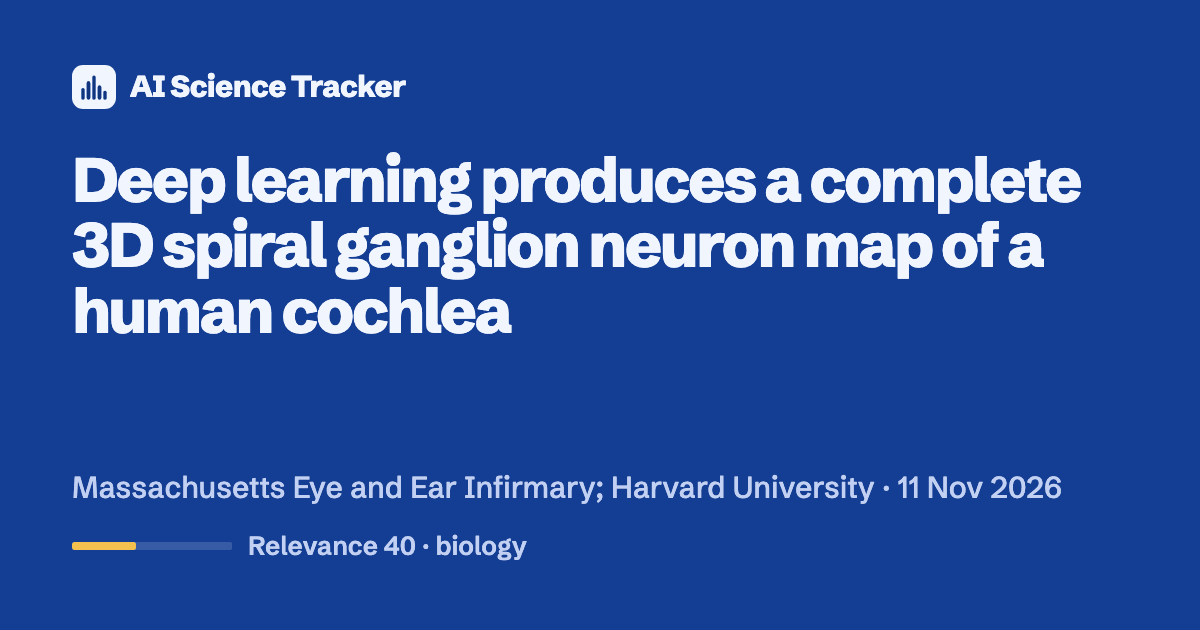 AI Science Tracker
Deep learning produces a complete
3D spiral ganglion neuron map of a
human cochlea
Massachusetts Eye and Ear Infirmary; Harvard University · 11 Nov 2026
Relevance 40 · biology